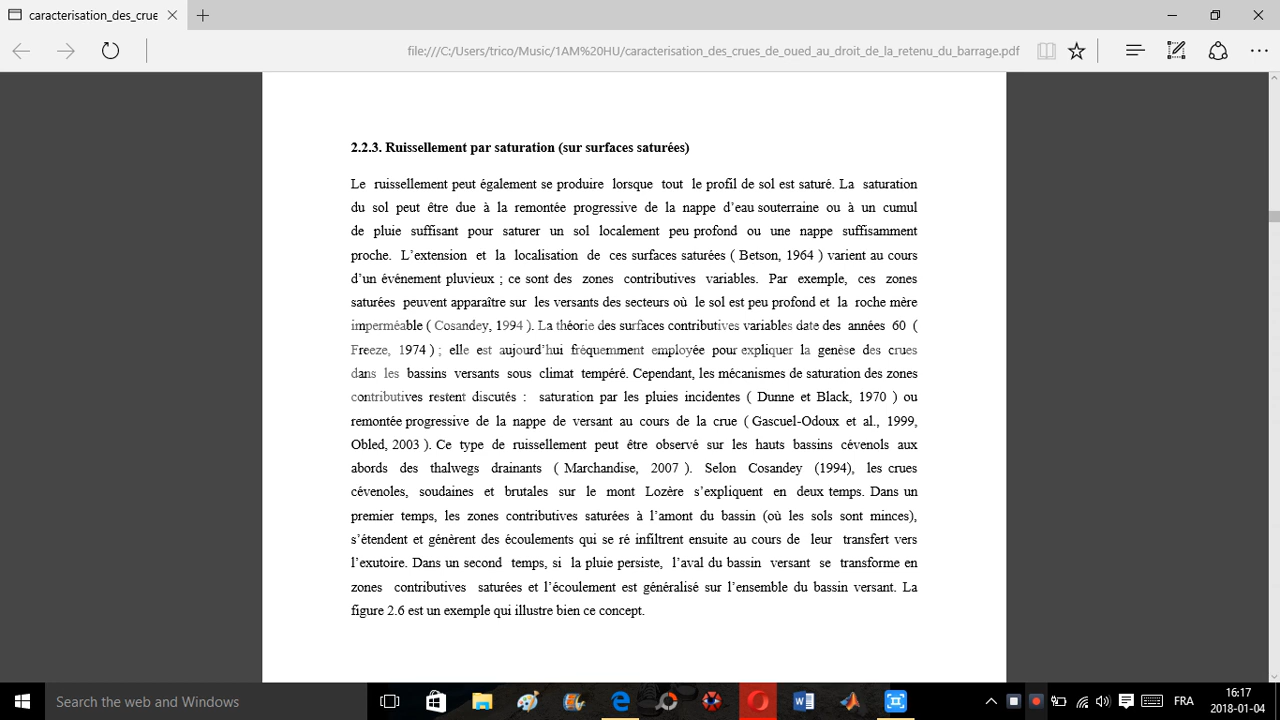 caracterisation_des_crue
file:///C:/Users/trico/Music/1AM%20HU/caracterisation_des_crues_de_oued_au_droit_de_la_retenu_du_barrage.pdf
2.2.3. Ruissellement par saturation (sur surfaces saturées)
Le ruissellement peut également se produire lorsque tout le profil de sol est saturé. La saturation
du sol peut être due à la remontée progressive de la nappe d'eau souterraine ou à un cumul
de pluie suffisant pour saturer un sol localement peu profond ou une nappe suffisamment
proche. L'extension et la localisation de ces surfaces saturées ( Betson, 1964 ) varient au cours
d'un événement pluvieux ; ce sont des zones contributives variables. Par exemple, ces zones
saturées peuvent apparaître sur les versants des secteurs où le sol est peu profond et la roche mère
imperméable ( Cosandey, 1994 ). La théorie des surfaces contributives variables date des années 60 (
Freeze, 1974 ) ; elle est aujourd'hui fréquemment employée pour expliquer la genèse des crues
dans les bassins versants sous climat tempéré. Cependant, les mécanismes de saturation des zones
contributives restent discutés : saturation par les pluies incidentes ( Dunne et Black, 1970 ) ou
remontée progressive de la nappe de versant au cours de la crue ( Gascuel-Odoux et al., 1999,
Obled, 2003 ). Ce type de ruissellement peut être observé sur les hauts bassins cévenols aux
abords des thalwegs drainants ( Marchandise, 2007 ). Selon Cosandey (1994), les crues
cévenoles, soudaines et brutales sur le mont Lozère s'expliquent en deux temps. Dans un
premier temps, les zones contributives saturées à l'amont du bassin (où les sols sont minces),
s'étendent et génèrent des écoulements qui se ré infiltrent ensuite au cours de leur transfert vers
l'exutoire. Dans un second temps, si la pluie persiste, l'aval du bassin versant se transforme en
zones contributives saturées et l'écoulement est généralisé sur l'ensemble du bassin versant. La
figure 2.6 est un exemple qui illustre bien ce concept.
Search the web and Windows
FRA
16:17
2018-01-04